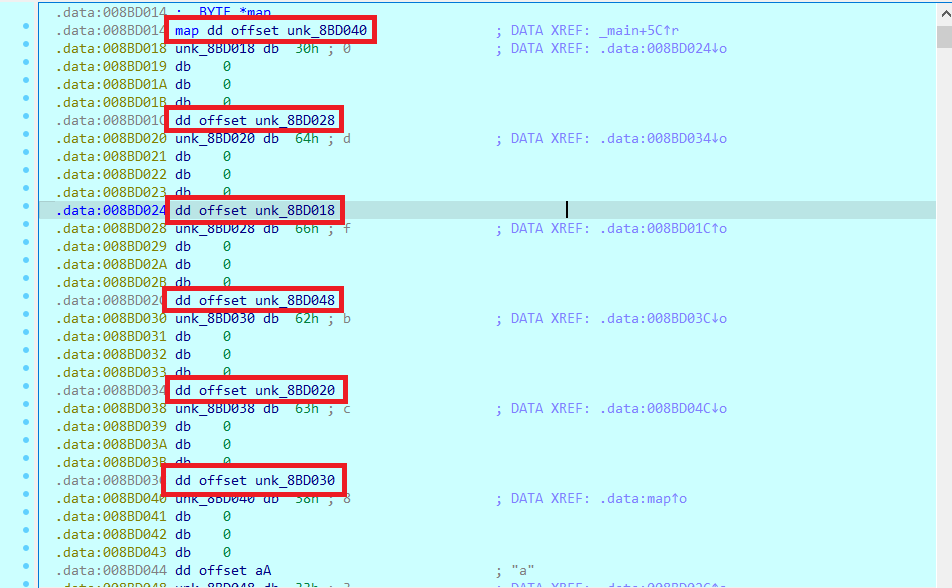 .data:008BD014 ; _BYTE *map
.data:008BD014 map dd offset unk_8BD040 ; DATA XREF: _main+5C↑r
.data:008BD018 unk_8BD018 db 30h ; 0 ; DATA XREF: .data:008BD024↓o
.data:008BD019 db 0
.data:008BD01A db 0
.data:008BD01B db 0
.data:008BD01C dd offset unk_8BD028
.data:008BD020 unk_8BD020 db 64h ; d ; DATA XREF: .data:008BD034↓o
.data:008BD021 db 0
.data:008BD022 db 0
.data:008BD023 db 0
.data:008BD024 dd offset unk_8BD018
.data:008BD028 unk_8BD028 db 66h ; f ; DATA XREF: .data:008BD01C↑o
.data:008BD029 db 0
.data:008BD02A db 0
.data:008BD02B db 0
.data:008BD02C dd offset unk_8BD048
.data:008BD030 unk_8BD030 db 62h ; b ; DATA XREF: .data:008BD03C↓o
.data:008BD031 db 0
.data:008BD032 db 0
.data:008BD033 db 0
.data:008BD034 dd offset unk_8BD020
.data:008BD038 unk_8BD038 db 63h ; c ; DATA XREF: .data:008BD04C↓o
.data:008BD039 db 0
.data:008BD03A db 0
.data:008BD03B db 0
.data:008BD03C dd offset unk_8BD030
.data:008BD040 unk_8BD040 db 38h ; 8 ; DATA XREF: .data:map↑o
.data:008BD041 db 0
.data:008BD042 db 0
.data:008BD043 db 0
.data:008BD044 dd offset aA ; "a"
.data:008BD048 unk_8BD048 db 33h ; 3 ; DATA XREF: .data:008BD02C↑o